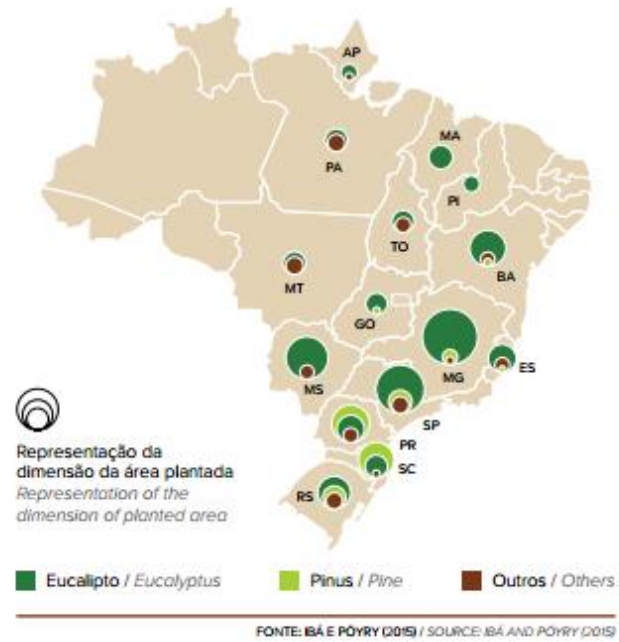 AP
MA
PA
PI
TO
BA
MT
GO
ES
MG
MS
SP
PR
SC
RS
Representação da
dimensão da área plantada
Representation of the
dimension of planted area
Eucalipto / Eucalyptus
Pinus / Pine
Outros / Others
FONTE: IBÁ E PÖYRY (2015) / SOURCE: IBÁ AND PÖYRY (2015)